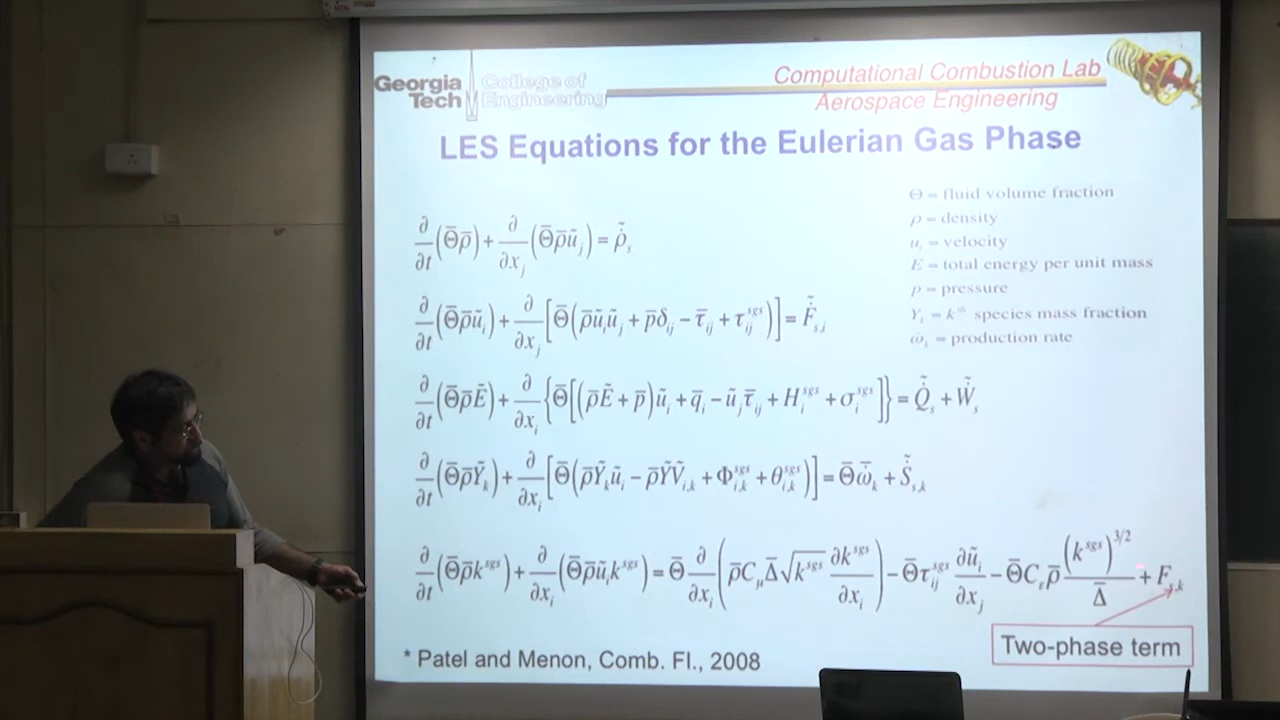 Georgia Tech College of Engineering
Computational Combustion Lab
Aerospace Engineering
LES Equations for the Eulerian Gas Phase
Θ = fluid volume fraction
ρ = density
u_i = velocity
E = total energy per unit mass
p = pressure
Y_k = k^th species mass fraction
ω̇_k = production rate
∂/∂t(Θ̄ρ̄) + ∂/∂x_j(Θ̄ρ̄ũ_j) = ρ̃̇_s
∂/∂t(Θ̄ρ̄ũ_i) + ∂/∂x_j[Θ̄(ρ̄ũ_iũ_j + p̄δ_ij − τ̄_ij + τ_ij^sgs)] = F̃̇_s,i
∂/∂t(Θ̄ρ̄Ẽ) + ∂/∂x_i{Θ̄[(ρ̄Ẽ + p̄)ũ_i + q̄_i − ũ_jτ̄_ij + H_i^sgs + σ_i^sgs]} = Q̃̇_s + W̃̇_s
∂/∂t(Θ̄ρ̄Ỹ_k) + ∂/∂x_i[Θ̄(ρ̄Ỹ_kũ_i − ρ̄ỸṼ_i,k + Φ_i,k^sgs + θ_i,k^sgs)] = Θ̄ω̄̇_k + S̃̇_s,k
∂/∂t(Θ̄ρ̄k^sgs) + ∂/∂x_i(Θ̄ρ̄ũ_ik^sgs) = Θ̄ ∂/∂x_i(ρ̄C_μΔ̄√k^sgs ∂k^sgs/∂x_i) − Θ̄τ_ij^sgs ∂ũ_i/∂x_j − Θ̄C_ερ̄ (k^sgs)^3/2/Δ̄ + F_s,k
Two-phase term
* Patel and Menon, Comb. Fl., 2008